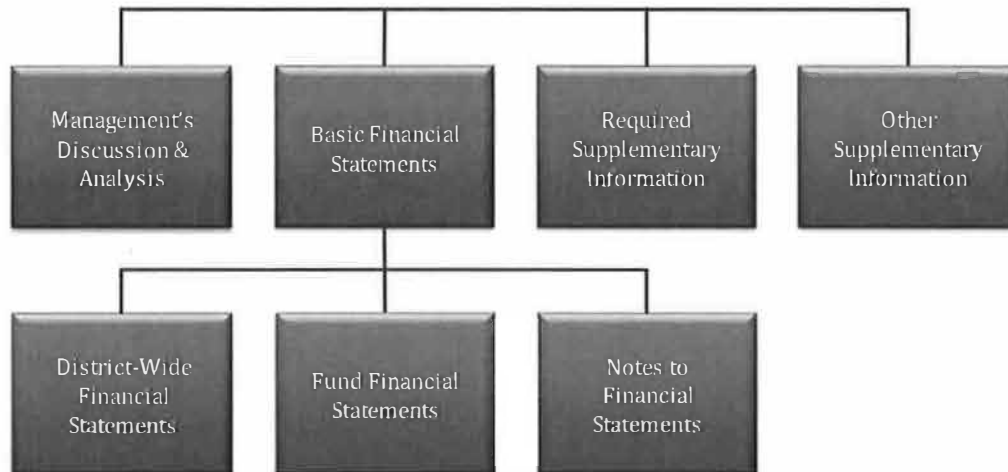 Management's
Discussion &
Analysis
Basic Financial
Statements
Required
Supplementary
Information
Other
Supplementary
Information
District-Wide
Financial
Statements
Fund Financial
Statements
Notes to
Financial
Statements